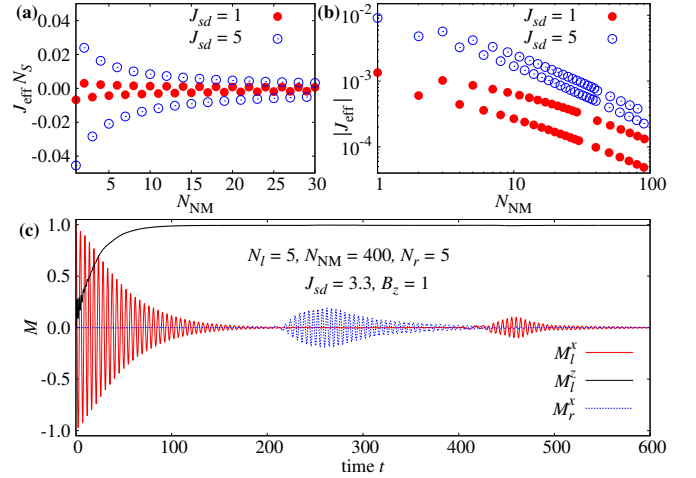 (a)
J_sd = 1
J_sd = 5
0.04
0.02
0.00
-0.02
-0.04
J_eff N_S
5 10 15 20 25 30
N_NM
(b)
J_sd = 1
J_sd = 5
10^-2
10^-3
10^-4
|J_eff|
1 10 100
N_NM
(c)
N_l = 5, N_NM = 400, N_r = 5
J_sd = 3.3, B_z = 1
1.0
0.5
0.0
-0.5
-1.0
M
M_l^x
M_l^z
M_r^x
0 100 200 300 400 500 600
time t